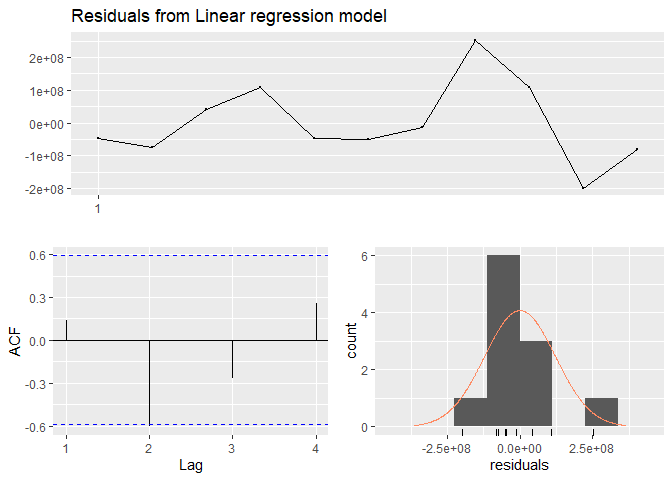 Residuals from Linear regression model
2e+08
1e+08
0e+00
-1e+08
-2e+08
1
0.6
0.3
0.0
-0.3
-0.6
ACF
1 2 3 4
Lag
6
4
2
0
count
-2.5e+08 0.0e+00 2.5e+08
residuals